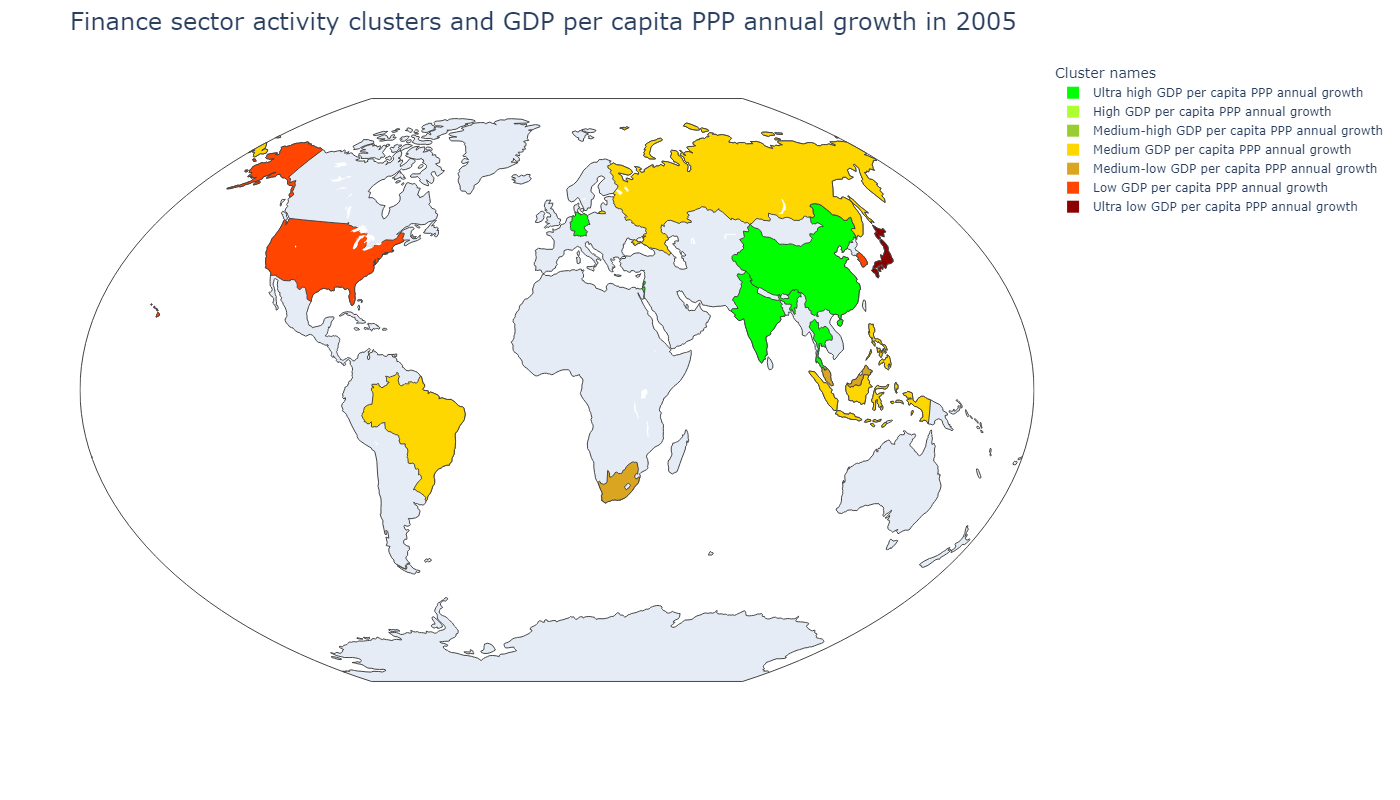 Finance sector activity clusters and GDP per capita PPP annual growth in 2005
Cluster names
Ultra high GDP per capita PPP annual growth
High GDP per capita PPP annual growth
Medium-high GDP per capita PPP annual growth
Medium GDP per capita PPP annual growth
Medium-low GDP per capita PPP annual growth
Low GDP per capita PPP annual growth
Ultra low GDP per capita PPP annual growth